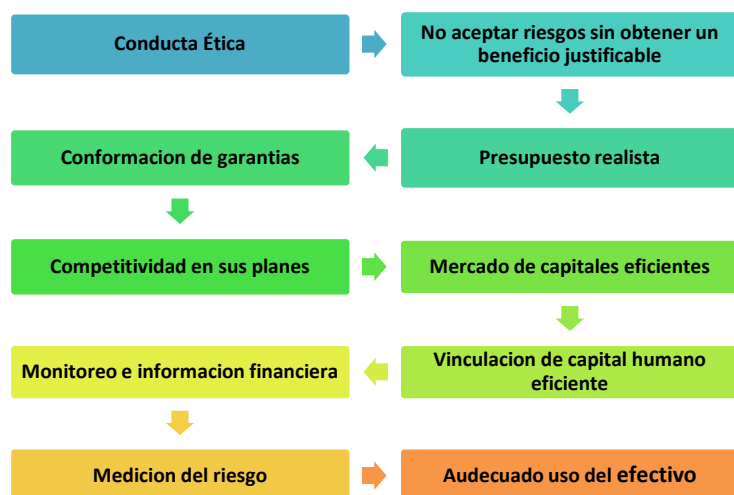 Conducta Ética
No aceptar riesgos sin obtener un
beneficio justificable
Presupuesto realista
Conformacion de garantias
Competitividad en sus planes
Mercado de capitales eficientes
Vinculacion de capital humano
eficiente
Monitoreo e informacion financiera
Medicion del riesgo
Audecuado uso del efectivo